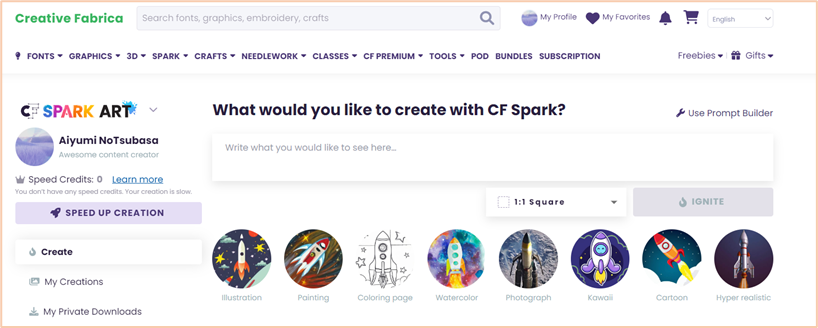 Creative Fabrica
Search fonts, graphics, embroidery, crafts
My Profile
My Favorites
English
FONTS GRAPHICS 3D SPARK CRAFTS NEEDLEWORK CLASSES CF PREMIUM TOOLS POD BUNDLES SUBSCRIPTION
Freebies
Gifts
CF SPARK ART
Aiyumi NoTsubasa
Awesome content creator
Speed Credits: 0 Learn more
You don't have any speed credits. Your creation is slow.
SPEED UP CREATION
Create
My Creations
My Private Downloads
What would you like to create with CF Spark?
Use Prompt Builder
Write what you would like to see here...
1:1 Square
IGNITE
Illustration
Painting
Coloring page
Watercolor
Photograph
Kawaii
Cartoon
Hyper realistic